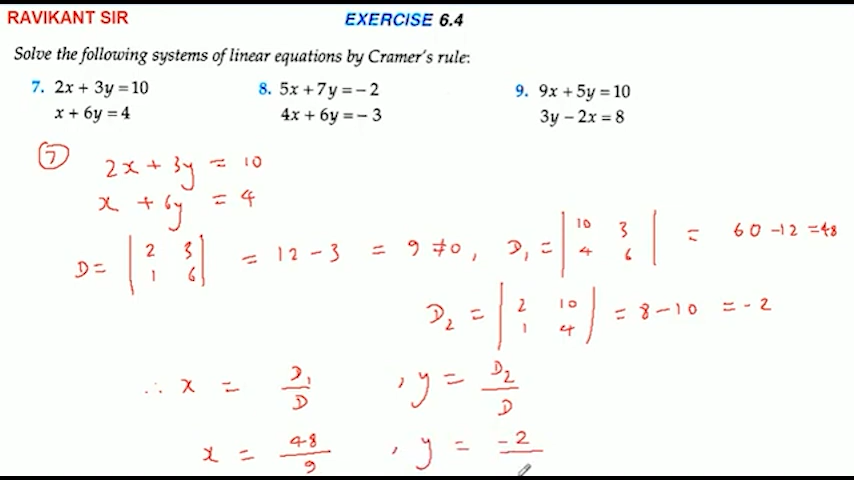 RAVIKANT SIR EXERCISE 6.4
Solve the following systems of linear equations by Cramer's rule:
7. 2x + 3y = 10 8. 5x + 7y = – 2 9. 9x + 5y = 10
x + 6y = 4 4x + 6y = – 3 3y – 2x = 8
7 2x + 3y = 10
x + 6y = 4
D = | 2 3 | = 12 - 3 = 9 ≠ 0, D₁ = | 10 3 | = 60 - 12 = 48
| 1 6 | | 4 6 |
D₂ = | 2 10 | = 8 - 10 = - 2
| 1 4 |
∴ x = D₁/D , y = D₂/D
x = 48/9 , y = -2/